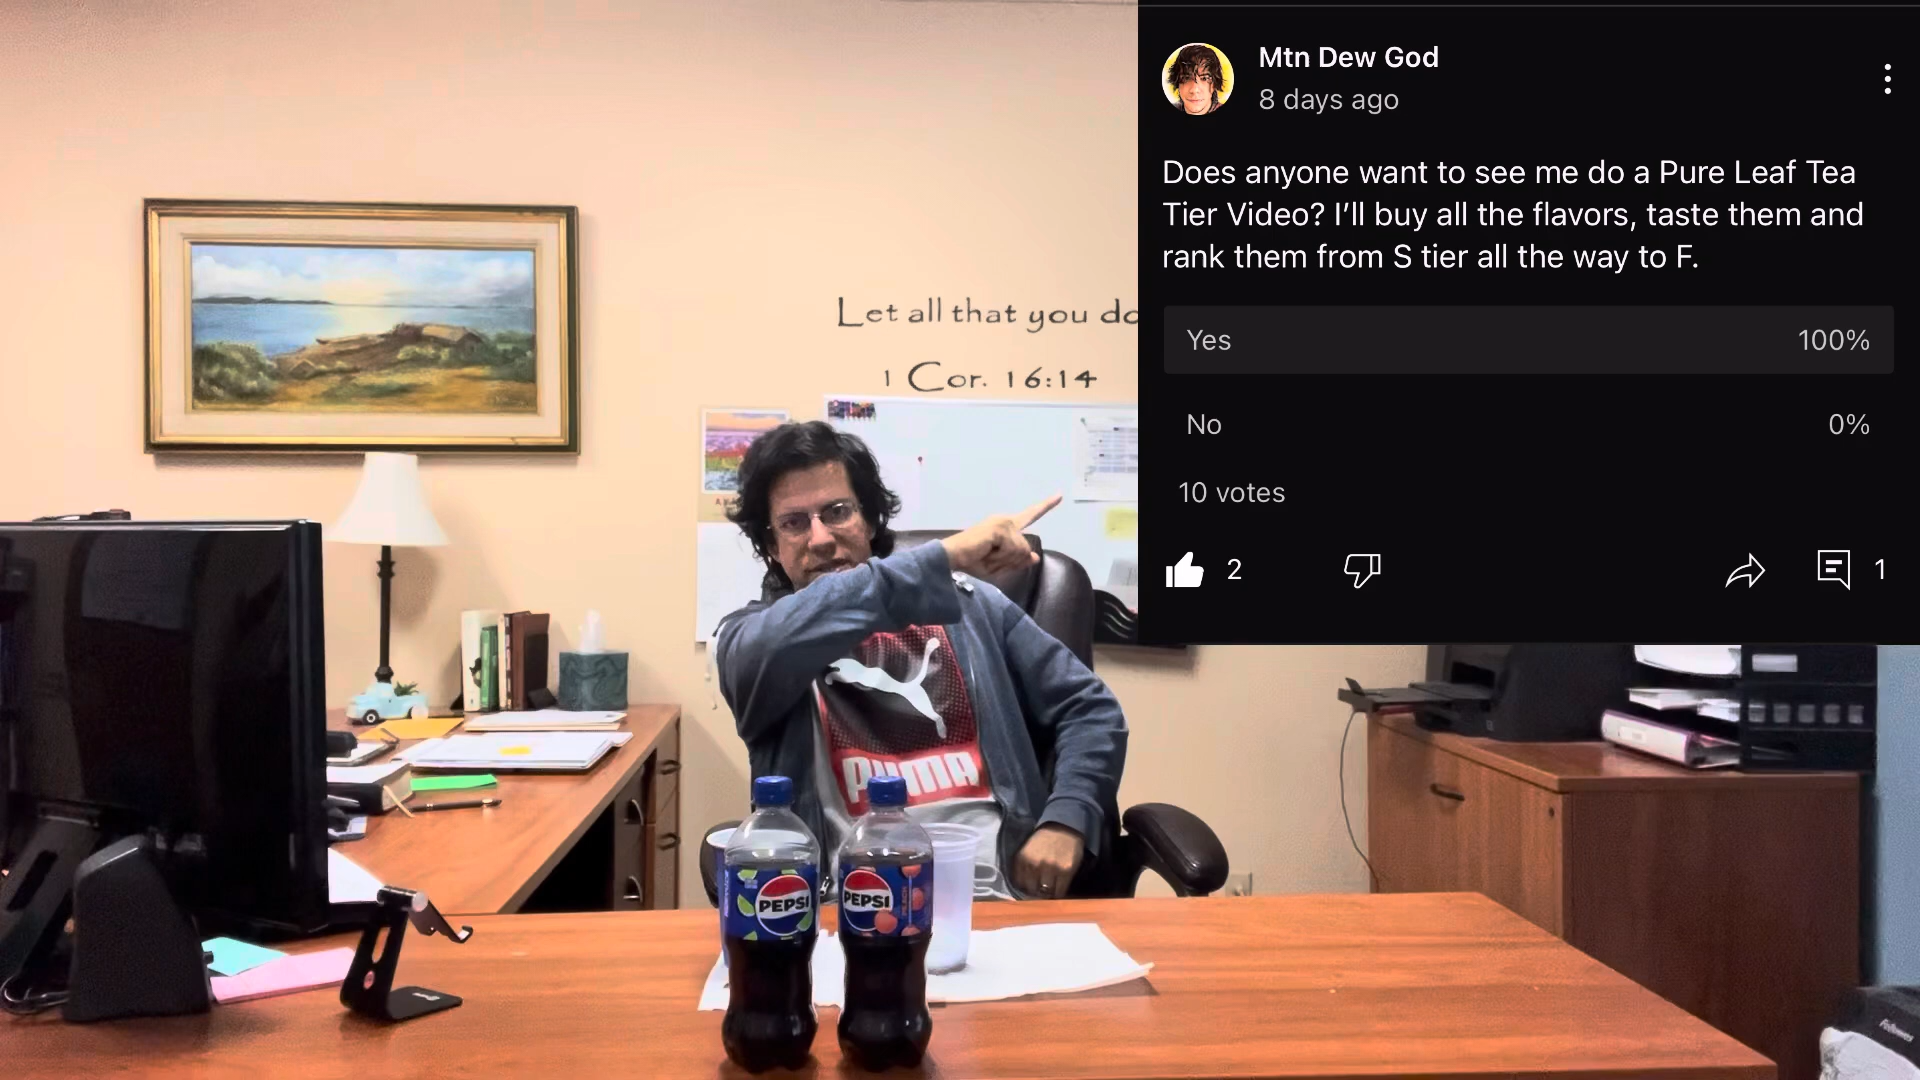 Mtn Dew God
8 days ago
Does anyone want to see me do a Pure Leaf Tea
Tier Video? I’ll buy all the flavors, taste them and
rank them from S tier all the way to F.
Yes 100%
No 0%
10 votes
2 1
Let all that you do
1 Cor. 16:14
PUMA
PEPSI
PEPSI
PEACH
Fellowes